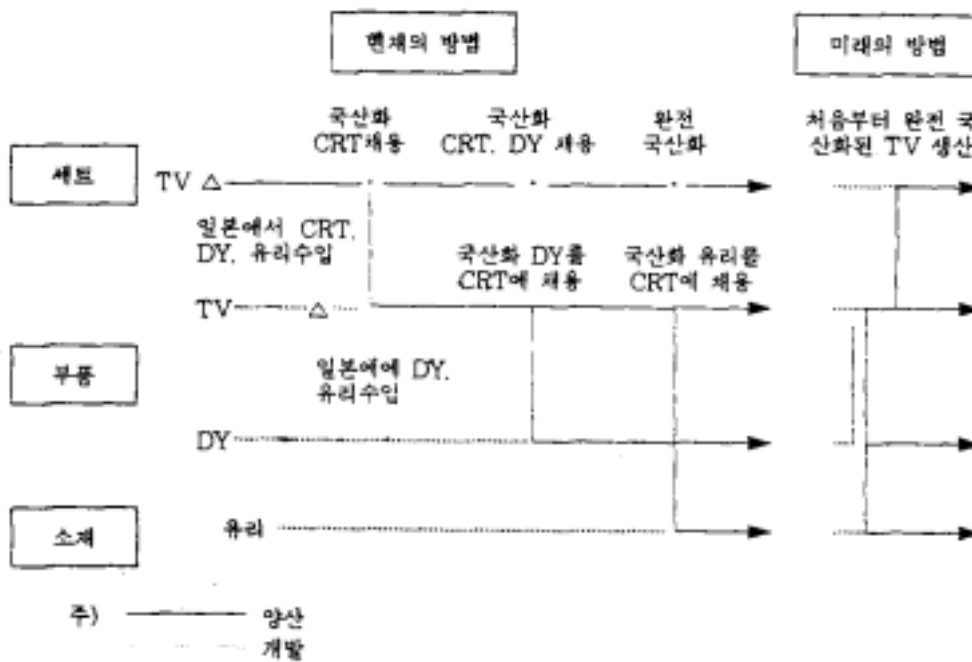 현재의 방법
미래의 방법
국산화
CRT채용
국산화
CRT, DY 채용
완전
국산화
처음부터 완전 국
산화된 TV 생산
세트
TV
일본에서 CRT,
DY, 유리수입
국산화 DY를
CRT에 채용
국산화 유리를
CRT에 채용
TV
부품
일본에에 DY,
유리수입
DY
소재
유리
주)
양산
개발